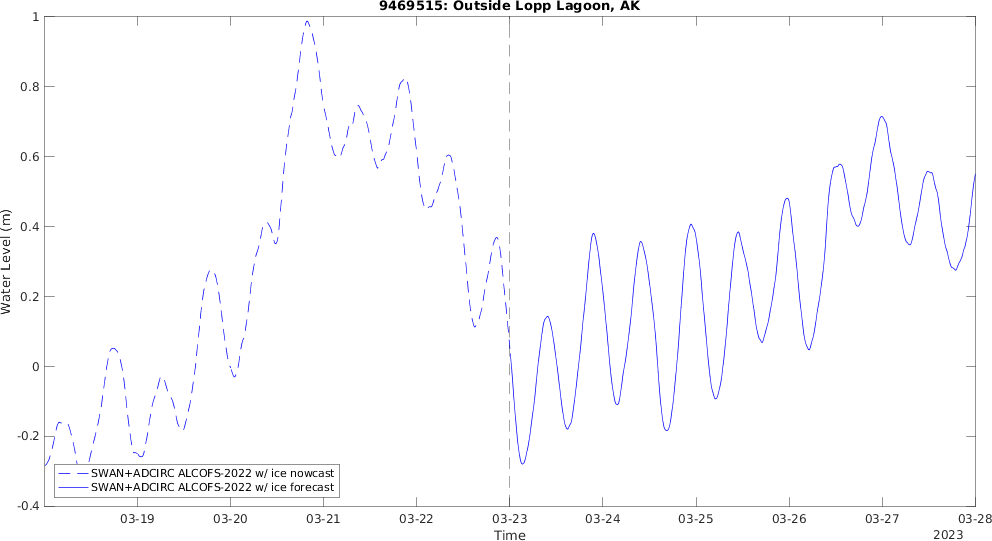 9469515: Outside Lopp Lagoon, AK
1
0.8
0.6
0.4
0.2
0
-0.2
-0.4
Water Level (m)
SWAN+ADCIRC ALCOFS-2022 w/ ice nowcast
SWAN+ADCIRC ALCOFS-2022 w/ ice forecast
03-19 03-20 03-21 03-22 03-23 03-24 03-25 03-26 03-27 03-28
Time
2023